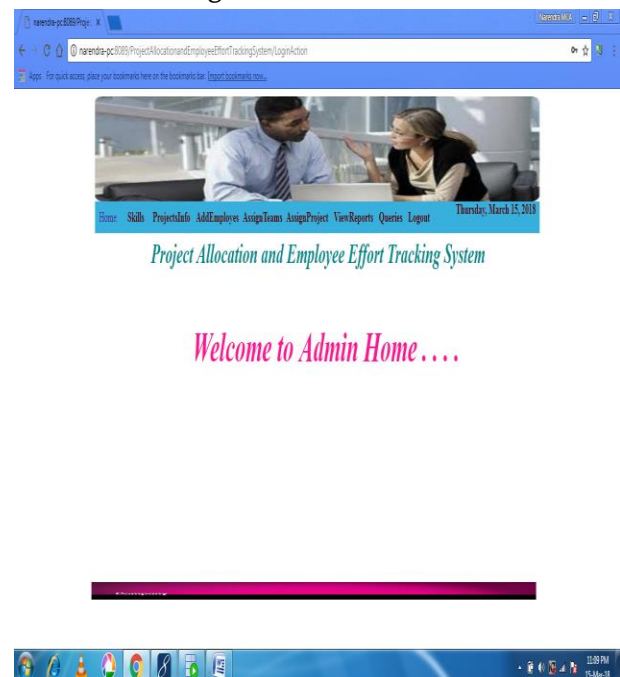 narendra-pc:8089/Proje: ×
Narendra MCA
narendra-pc:8089/ProjectAllocationandEmployeeEffortTrackingSystem/LoginAction
Apps For quick access, place your bookmarks here on the bookmarks bar. Import bookmarks now...
Home Skills ProjectsInfo AddEmployes AssignTeams AssignProject ViewReports Queries Logout Thursday, March 15, 2018
Project Allocation and Employee Effort Tracking System
Welcome to Admin Home . . . .
11:09 PM
15-Mar-18